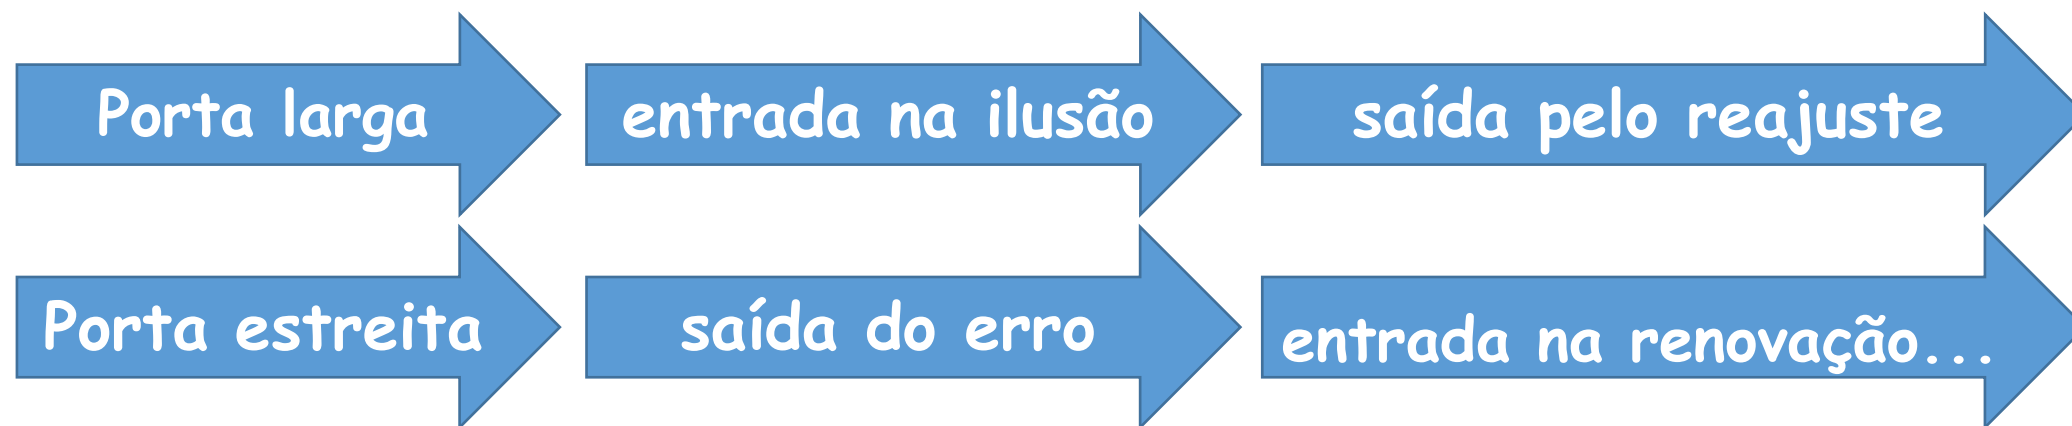 Porta larga
entrada na ilusão
saída pelo reajuste
Porta estreita
saída do erro
entrada na renovação...